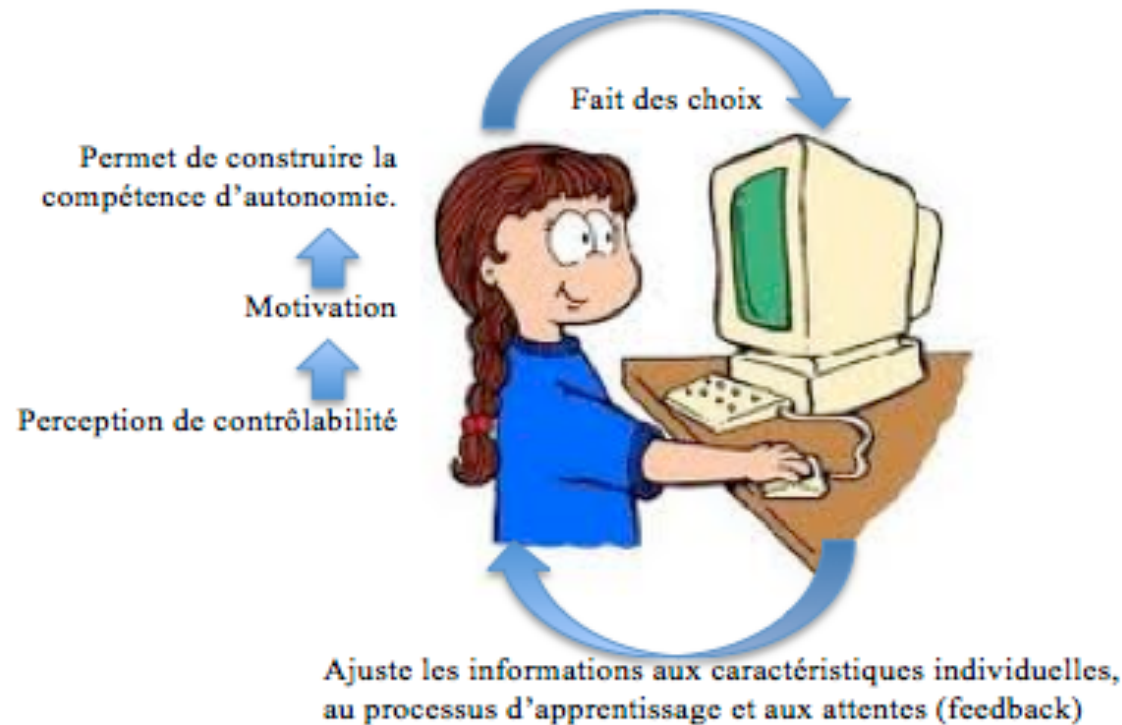 Fait des choix
Permet de construire la
compétence d'autonomie.
Motivation
Perception de contrôlabilité
Ajuste les informations aux caractéristiques individuelles,
au processus d'apprentissage et aux attentes (feedback)